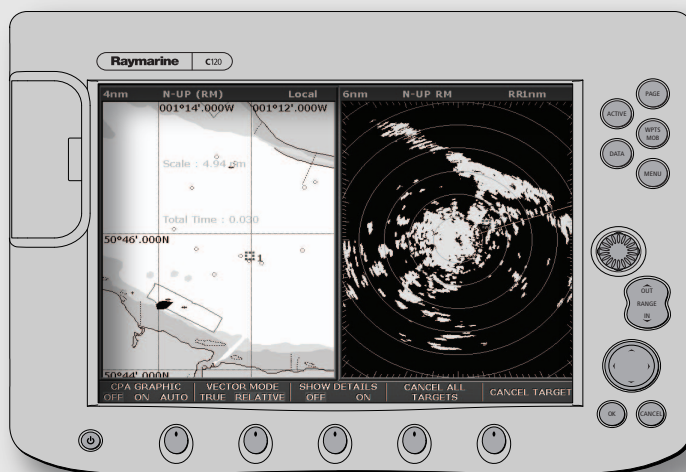 Raymarine C120
4nm N-UP (RM) Local
6nm N-UP RM RR1nm
001°14'.000W 001°12'.000W
Scale : 4.94 nm
Total Time : 0.030
50°46'.000N
1
50°44'.000N
CPA GRAPHIC
OFF ON AUTO
VECTOR MODE
TRUE RELATIVE
SHOW DETAILS
OFF ON
CANCEL ALL
TARGETS
CANCEL TARGET
PAGE
ACTIVE
WPTS
MOB
DATA
MENU
OUT
RANGE
IN
OK
CANCEL